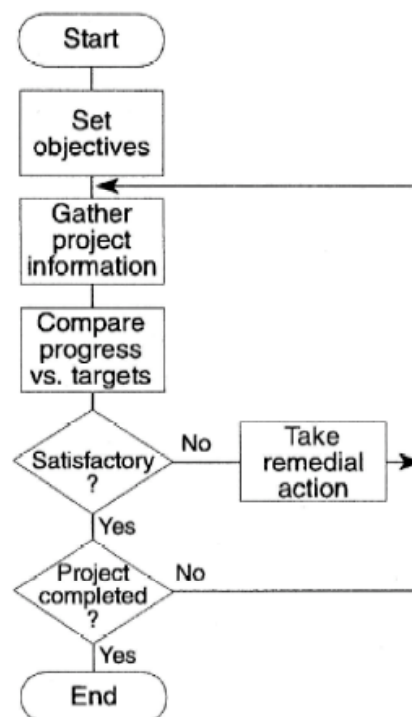 Start
Set
objectives
Gather
project
information
Compare
progress
vs. targets
Satisfactory
?
No
Take
remedial
action
Yes
Project
completed
?
No
Yes
End